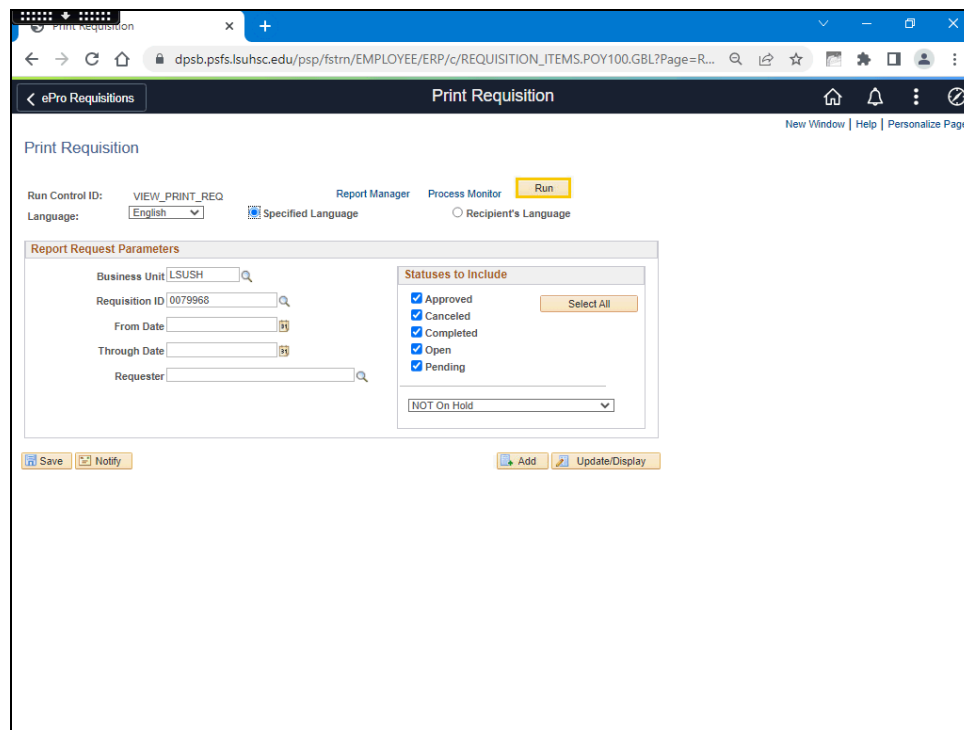 Print Requisition
dpsb.psfs.lsuhsc.edu/psp/fstrn/EMPLOYEE/ERP/c/REQUISITION_ITEMS.POY100.GBL?Page=R...
ePro Requisitions
Print Requisition
New Window | Help | Personalize Page
Print Requisition
Run Control ID: VIEW_PRINT_REQ Report Manager Process Monitor Run
Language: English Specified Language Recipient's Language
Report Request Parameters
Business Unit LSUSH
Requisition ID 0079968
From Date
Through Date
Requester
Statuses to Include
Approved
Select All
Canceled
Completed
Open
Pending
NOT On Hold
Save Notify Add Update/Display